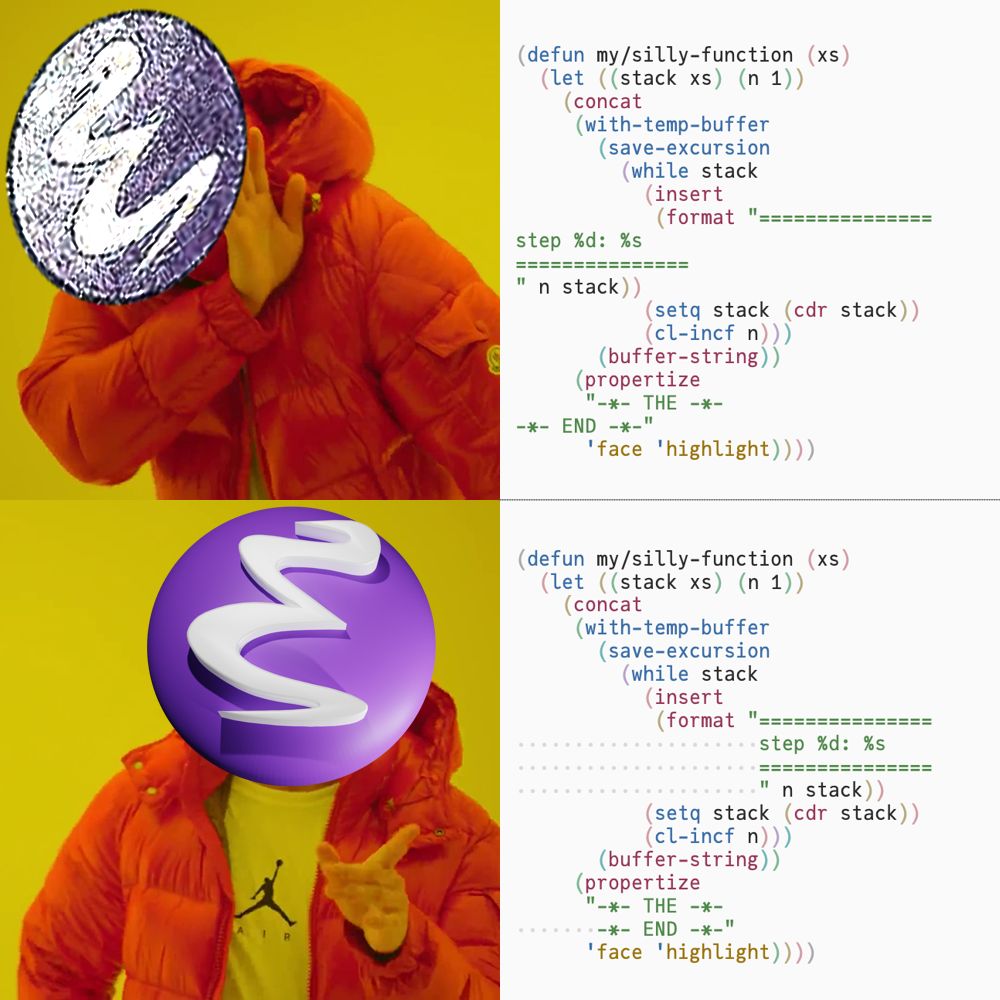 (defun my/silly-function (xs)
  (let ((stack xs) (n 1))
    (concat
     (with-temp-buffer
       (save-excursion
         (while stack
           (insert
            (format "===============
step %d: %s
===============
" n stack))
           (setq stack (cdr stack))
           (cl-incf n)))
       (buffer-string))
     (propertize
      "-*- THE -*-
-*- END -*-"
      'face 'highlight))))
(defun my/silly-function (xs)
  (let ((stack xs) (n 1))
    (concat
     (with-temp-buffer
       (save-excursion
         (while stack
           (insert
            (format "===============
·····················step %d: %s
·····················===============
·····················" n stack))
           (setq stack (cdr stack))
           (cl-incf n)))
       (buffer-string))
     (propertize
      "-*- THE -*-
·······-*- END -*-"
      'face 'highlight))))
AIR